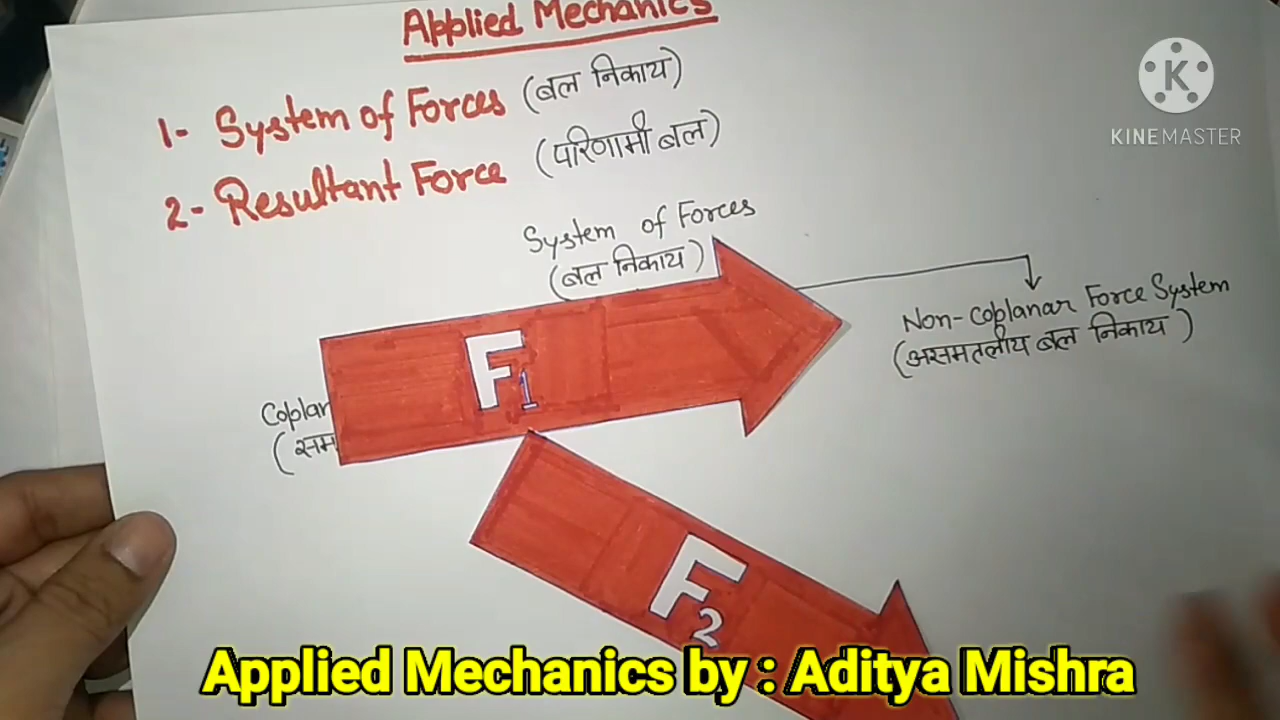 Applied Mechanics
1- System of Forces (बल निकाय)
2- Resultant Force (परिणामी बल)
System of Forces
(बल निकाय)
Non-Coplanar Force System
(असमतलीय बल निकाय)
F1
Coplan
(सम
F2
K
KINEMASTER
Applied Mechanics by : Aditya Mishra